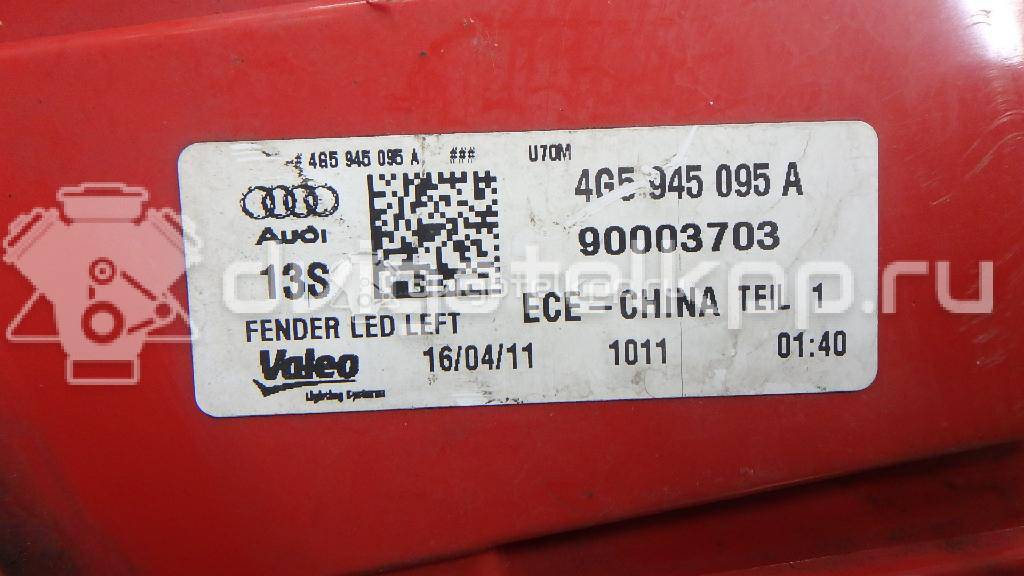 # 4G5 945 095 A ### U70M
4G5 945 095 A
AUDI
90003703
13S
ECE-CHINA TEIL 1
FENDER LED LEFT
Valeo 16/04/11 1011 01:40
Lighting Systems
dvigatelpro.ru